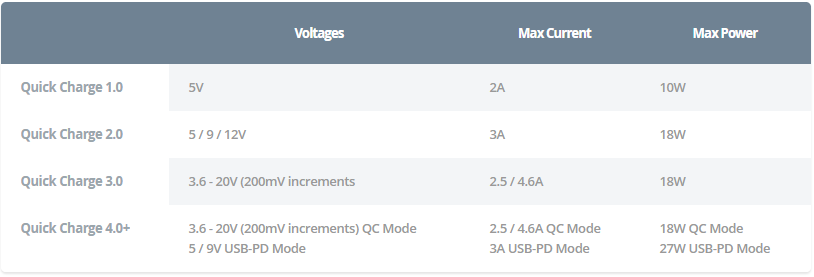 Voltages Max Current Max Power
Quick Charge 1.0 5V 2A 10W
Quick Charge 2.0 5 / 9 / 12V 3A 18W
Quick Charge 3.0 3.6 - 20V (200mV increments 2.5 / 4.6A 18W
Quick Charge 4.0+ 3.6 - 20V (200mV increments) QC Mode 2.5 / 4.6A QC Mode 18W QC Mode
5 / 9V USB-PD Mode 3A USB-PD Mode 27W USB-PD Mode